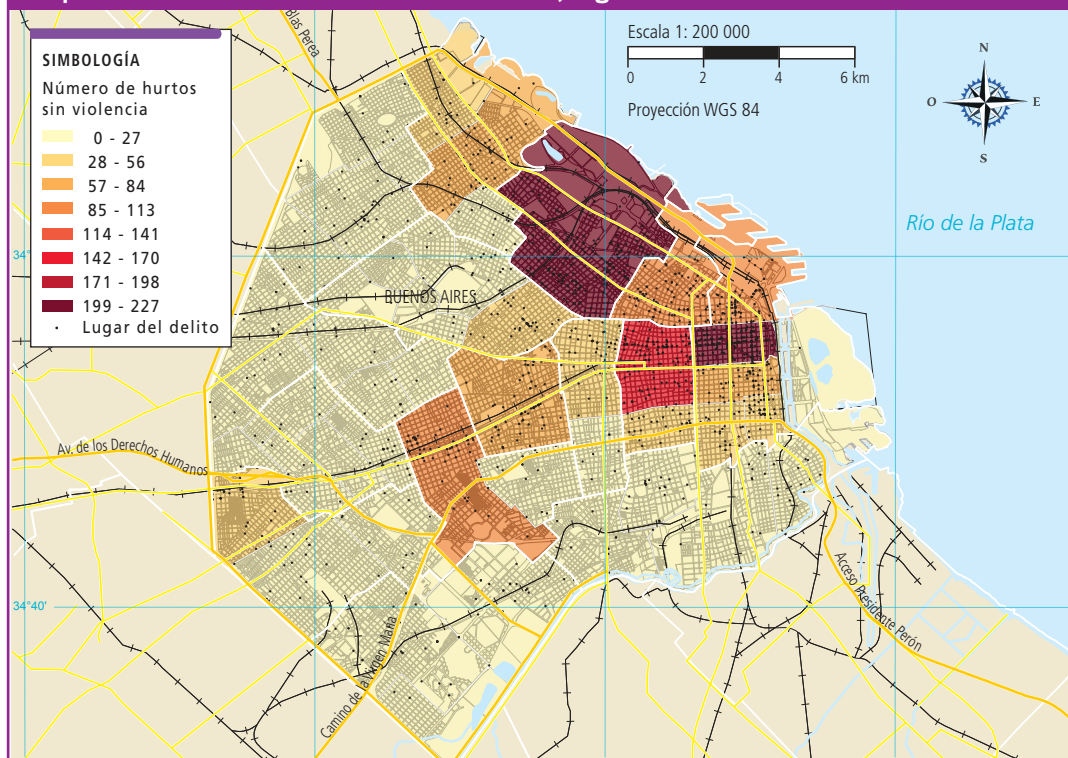 SIMBOLOGÍA
Número de hurtos
sin violencia
0 - 27
28 - 56
57 - 84
85 - 113
114 - 141
142 - 170
171 - 198
199 - 227
Lugar del delito
Blas Perea
Escala 1: 200 000
0 2 4 6 km
Proyección WGS 84
N
O E
S
Río de la Plata
34°
BUENOS AIRES
Av. de los Derechos Humanos
34°40'
Camino de la Virgen María
Acceso Presidente Perón